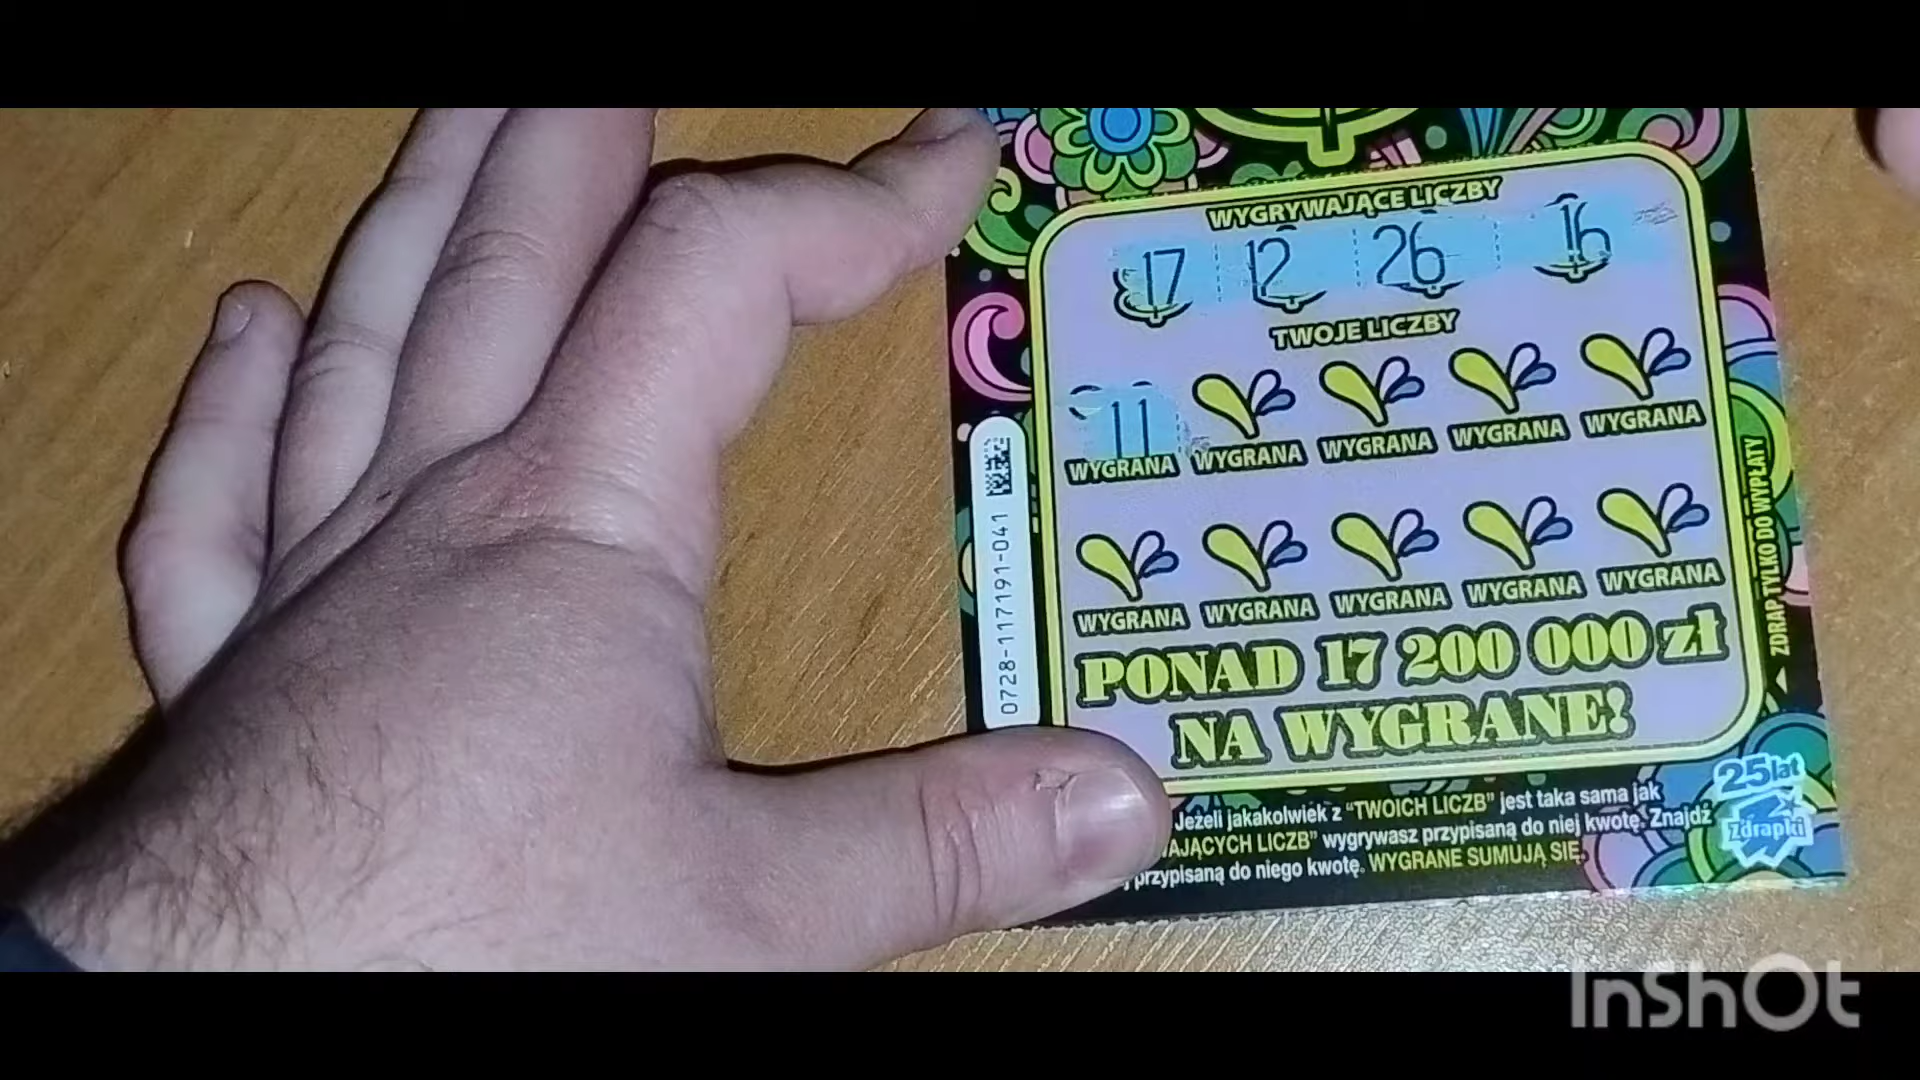 WYGRYWAJĄCE LICZBY
17 12 26 16
TWOJE LICZBY
11
WYGRANA WYGRANA WYGRANA WYGRANA WYGRANA
WYGRANA WYGRANA WYGRANA WYGRANA WYGRANA
PONAD 17 200 000 zł
NA WYGRANE!
0728-117191-041
ZDRAP TYLKO DO WYPŁATY
25 lat
Zdrapki
Jeżeli jakakolwiek z "TWOICH LICZB" jest taka sama jak
AJĄCYCH LICZB" wygrywasz przypisaną do niej kwotę. Znajdź
przypisaną do niego kwotę. WYGRANE SUMUJĄ SIĘ.
InShOt